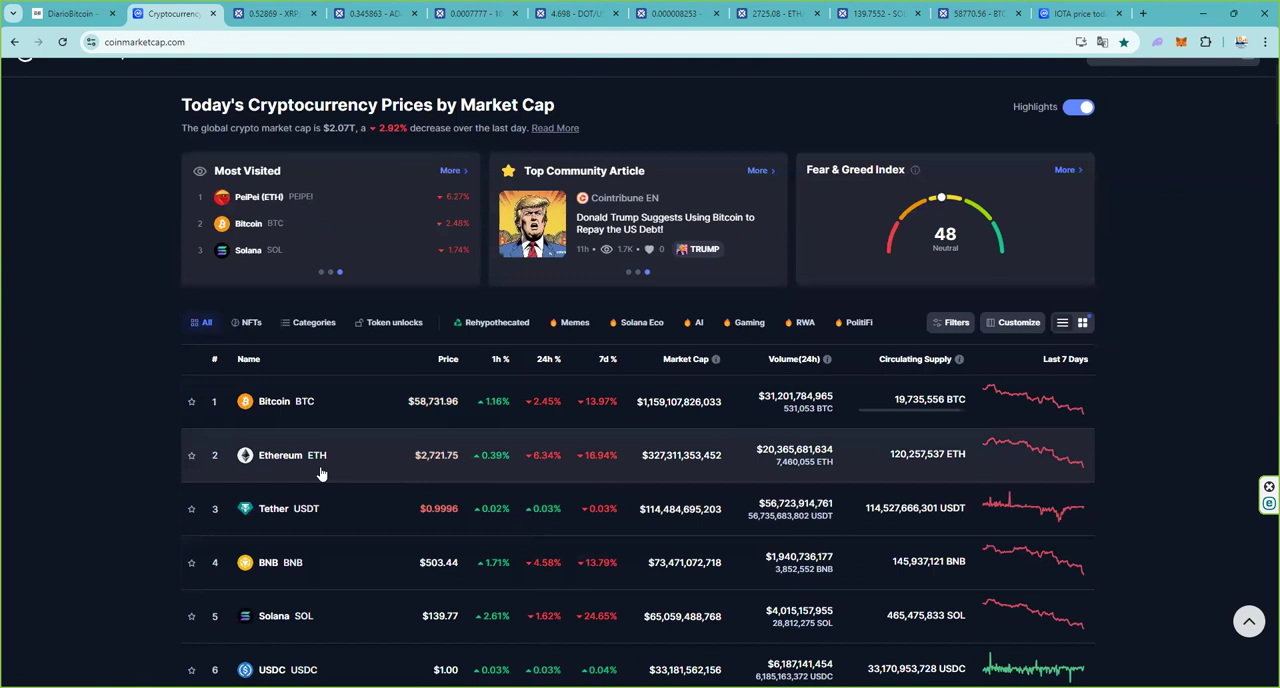 DiarioBitcoin -
Cryptocurrency
0.52869 - XRP
0.345863 - AD
0.0007777 - 10
4.698 - DOT/U
0.000008253 -
2725.08 - ETH
139.7552 - SO
58770.56 - BTC
IOTA price tod
coinmarketcap.com
Today's Cryptocurrency Prices by Market Cap
Highlights
The global crypto market cap is $2.07T, a 2.92% decrease over the last day. Read More
Most Visited More
1 PeiPei (ETH) PEIPEI 6.27%
2 Bitcoin BTC 2.48%
3 Solana SOL 1.74%
Top Community Article More
Cointribune EN
Donald Trump Suggests Using Bitcoin to
Repay the US Debt!
11h • 1.7K • 0 TRUMP
Fear & Greed Index More
48
Neutral
All NFTs Categories Token unlocks Rehypothecated Memes Solana Eco AI Gaming RWA PolitiFi Filters Customize
# Name Price 1h % 24h % 7d % Market Cap Volume(24h) Circulating Supply Last 7 Days
1 Bitcoin BTC $58,731.96 1.16% 2.45% 13.97% $1,159,107,826,033 $31,201,784,965 19,735,556 BTC
531,053 BTC
2 Ethereum ETH $2,721.75 0.39% 6.34% 16.94% $327,311,353,452 $20,365,681,634 120,257,537 ETH
7,460,055 ETH
3 Tether USDT $0.9996 0.02% 0.03% 0.03% $114,484,695,203 $56,723,914,761 114,527,666,301 USDT
56,735,683,802 USDT
4 BNB BNB $503.44 1.71% 4.58% 13.79% $73,471,072,718 $1,940,736,177 145,937,121 BNB
3,852,552 BNB
5 Solana SOL $139.77 2.61% 1.62% 24.65% $65,059,488,768 $4,015,157,955 465,475,833 SOL
28,812,275 SOL
6 USDC USDC $1.00 0.03% 0.03% 0.04% $33,181,562,156 $6,187,141,454 33,170,953,728 USDC
6,185,163,372 USDC